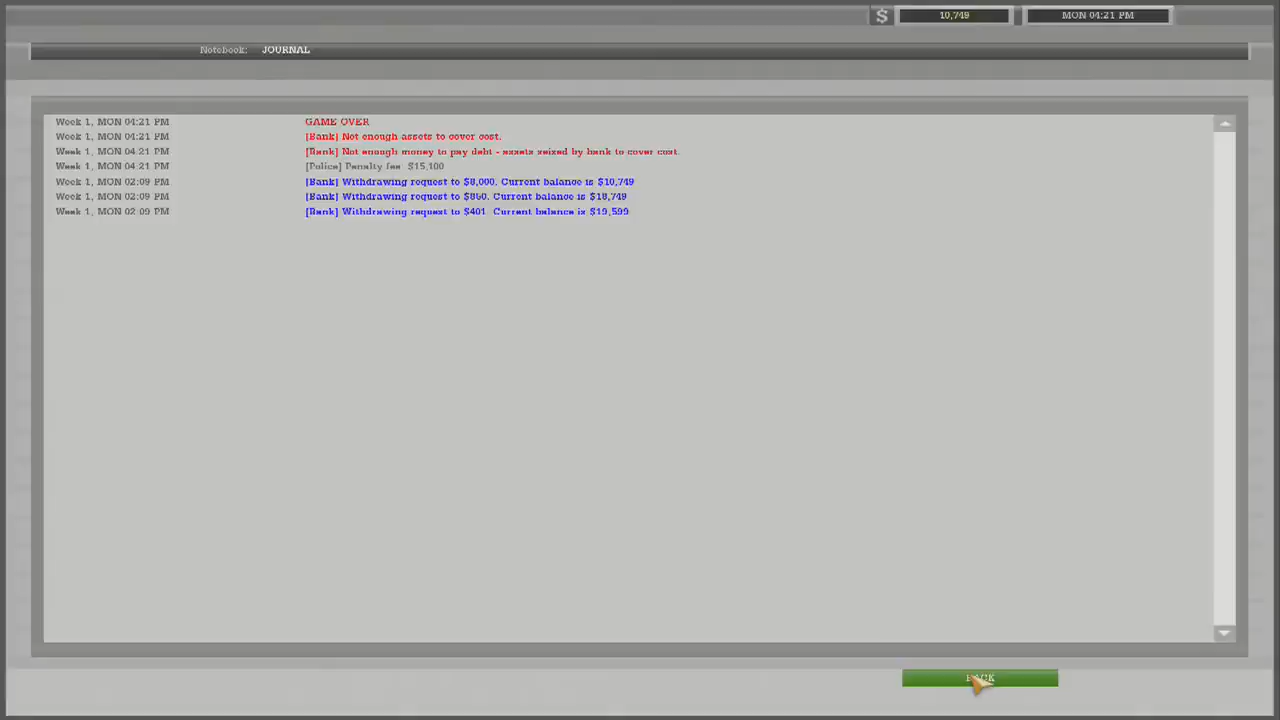 $ 10,749 MON 04:21 PM
Notebook: JOURNAL
Week 1, MON 04:21 PM GAME OVER
Week 1, MON 04:21 PM [Bank] Not enough assets to cover cost.
Week 1, MON 04:21 PM [Bank] Not enough money to pay debt - assets seized by bank to cover cost.
Week 1, MON 04:21 PM [Police] Penalty fee $15,100
Week 1, MON 02:09 PM [Bank] Withdrawing request to $8,000. Current balance is $10,749
Week 1, MON 02:09 PM [Bank] Withdrawing request to $850. Current balance is $18,749
Week 1, MON 02:09 PM [Bank] Withdrawing request to $401. Current balance is $19,599
BACK